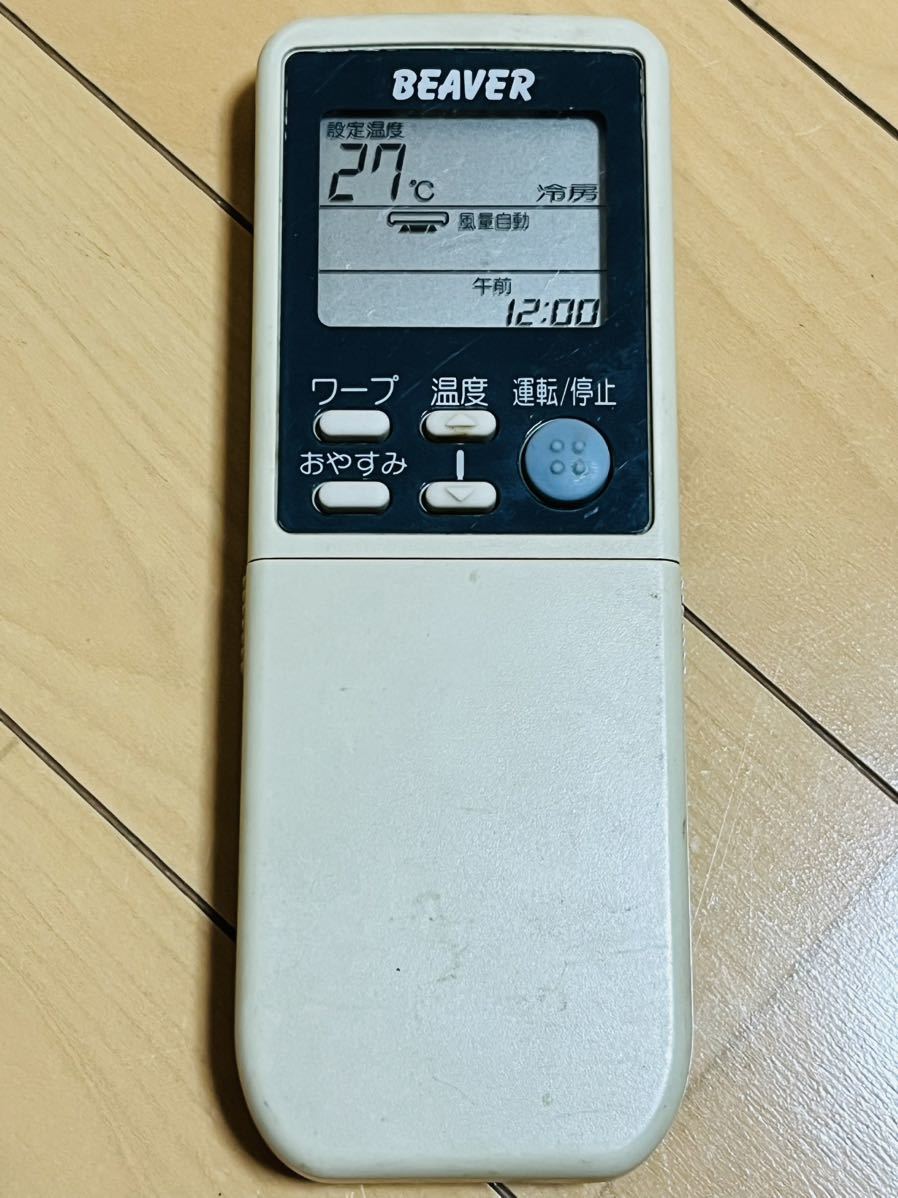 BEAVER
設定温度
27℃ 冷房
風量自動
午前
12:00
ワープ 温度 運転/停止
おやすみ